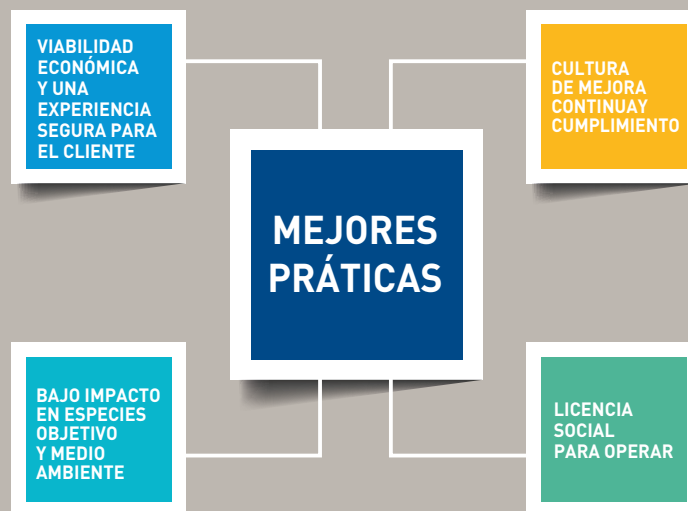 VIABILIDAD
ECONÓMICA
Y UNA
EXPERIENCIA
SEGURA PARA
EL CLIENTE
CULTURA
DE MEJORA
CONTINUAY
CUMPLIMIENTO
MEJORES
PRÁTICAS
BAJO IMPACTO
EN ESPECIES
OBJETIVO
Y MEDIO
AMBIENTE
LICENCIA
SOCIAL
PARA OPERAR